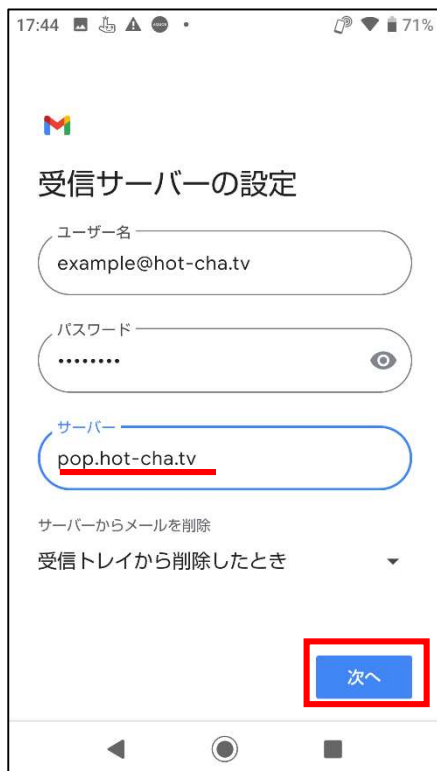 17:44
71%
受信サーバーの設定
ユーザー名
example@hot-cha.tv
パスワード
••••••••
サーバー
pop.hot-cha.tv
サーバーからメールを削除
受信トレイから削除したとき
次へ